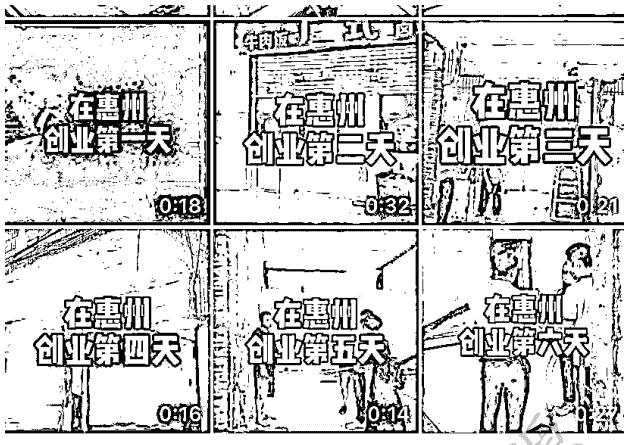 牛肉饭
式
在惠州
创业第一天
0:18
在惠州
创业第二天
0:32
在惠州
创业第三天
0:21
在惠州
创业第四天
0:16
在惠州
创业第五天
0:14
在惠州
创业第六天
0:27